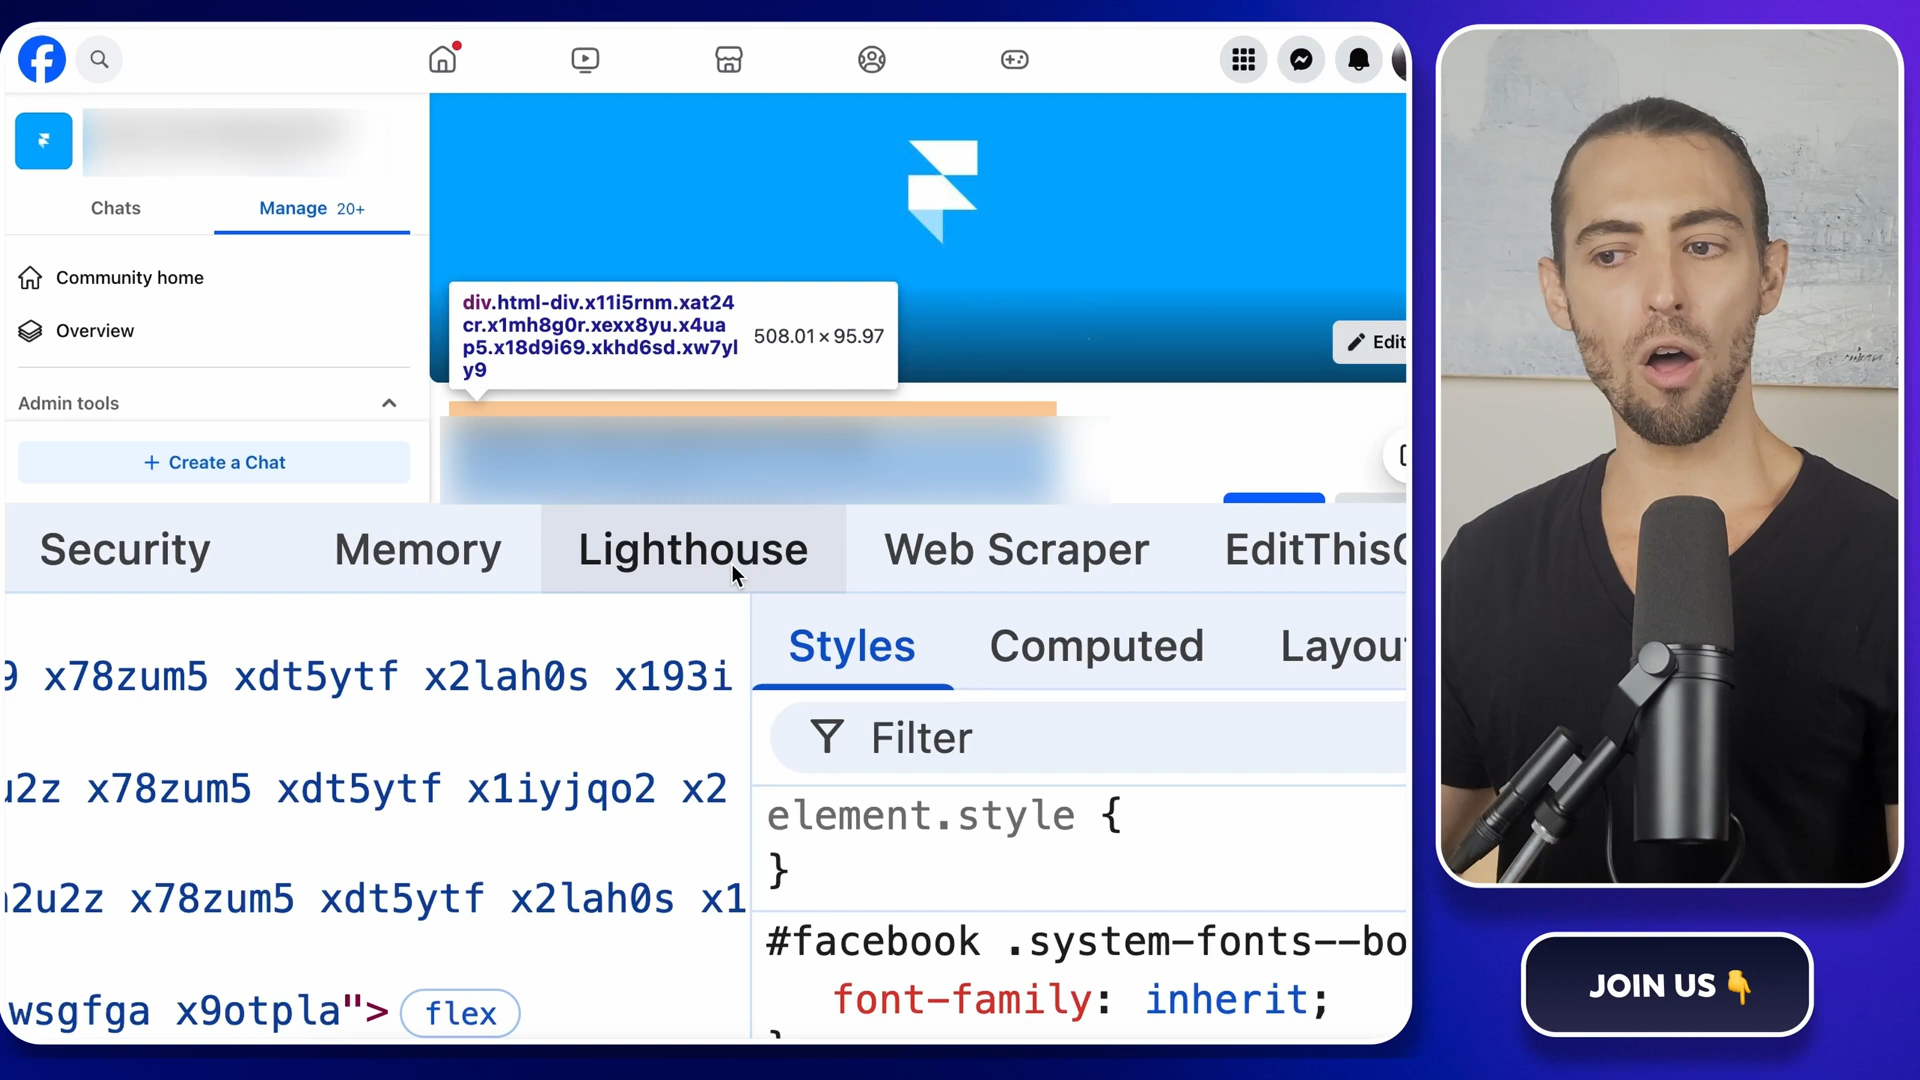 Chats
Manage 20+
Community home
Overview
Admin tools
+ Create a Chat
div.html-div.x11i5rnm.xat24
cr.x1mh8g0r.xexx8yu.x4ua
p5.x18d9i69.xkhd6sd.xw7yl
y9
508.01 × 95.97
Edit
Security
Memory
Lighthouse
Web Scraper
EditThisC
x78zum5 xdt5ytf x2lah0s x193i
u2z x78zum5 xdt5ytf x1iyjqo2 x2
2u2z x78zum5 xdt5ytf x2lah0s x1
wsgfga x9otpla">
flex
Styles
Computed
Layou
Filter
element.style {
}
#facebook .system-fonts--bo
font-family: inherit;
JOIN US 👇